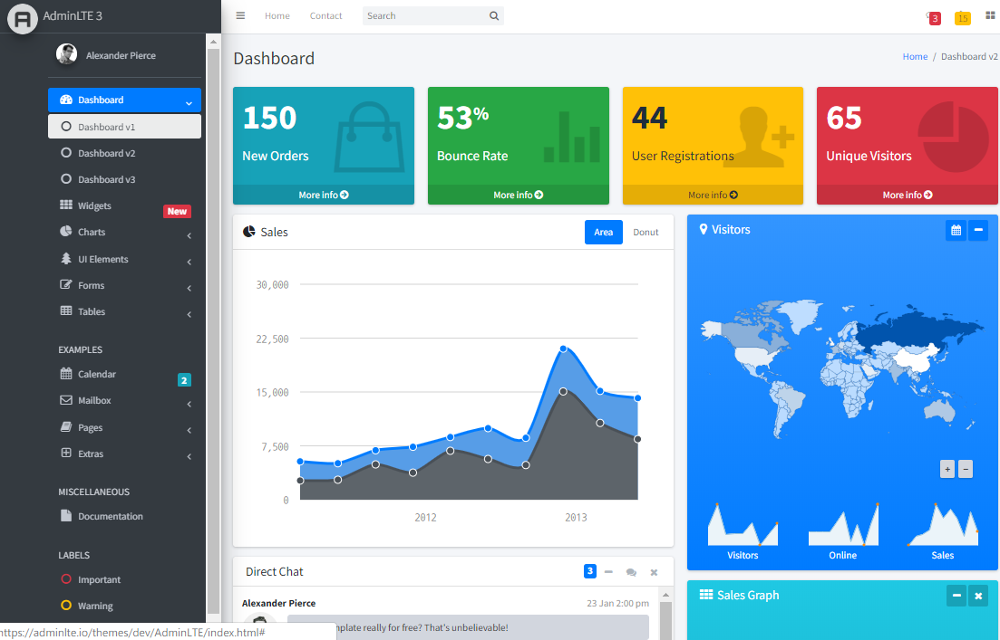 AdminLTE 3
Home
Contact
Search
3
15
Alexander Pierce
Dashboard
Dashboard v1
Dashboard v2
Dashboard v3
Widgets
New
Charts
UI Elements
Forms
Tables
EXAMPLES
Calendar
2
Mailbox
Pages
Extras
MISCELLANEOUS
Documentation
LABELS
Important
Warning
https://adminlte.io/themes/dev/AdminLTE/index.html#
Dashboard
Home / Dashboard v2
150
New Orders
More info
53%
Bounce Rate
More info
44
User Registrations
More info
65
Unique Visitors
More info
Sales
Area
Donut
30,000
22,500
15,000
7,500
0
2012
2013
Visitors
+
−
Visitors
Online
Sales
Direct Chat
3
Alexander Pierce
23 Jan 2:00 pm
really for free? That's unbelievable!
Sales Graph